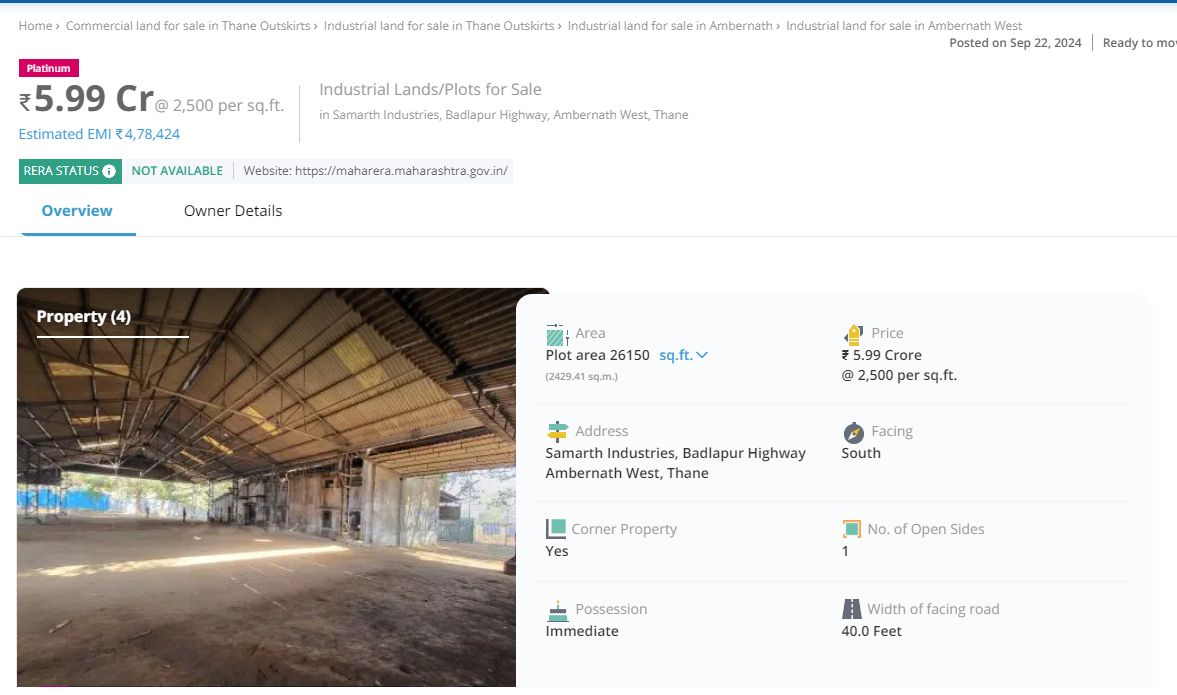 Home › Commercial land for sale in Thane Outskirts › Industrial land for sale in Thane Outskirts › Industrial land for sale in Ambernath › Industrial land for sale in Ambernath West
Posted on Sep 22, 2024 | Ready to mov
Platinum
₹5.99 Cr@ 2,500 per sq.ft.
Estimated EMI ₹4,78,424
Industrial Lands/Plots for Sale
in Samarth Industries, Badlapur Highway, Ambernath West, Thane
RERA STATUS NOT AVAILABLE Website: https://maharera.maharashtra.gov.in/
Overview Owner Details
Property (4)
Area
Plot area 26150 sq.ft.
(2429.41 sq.m.)
Price
₹ 5.99 Crore
@ 2,500 per sq.ft.
Address
Samarth Industries, Badlapur Highway
Ambernath West, Thane
Facing
South
Corner Property
Yes
No. of Open Sides
1
Possession
Immediate
Width of facing road
40.0 Feet